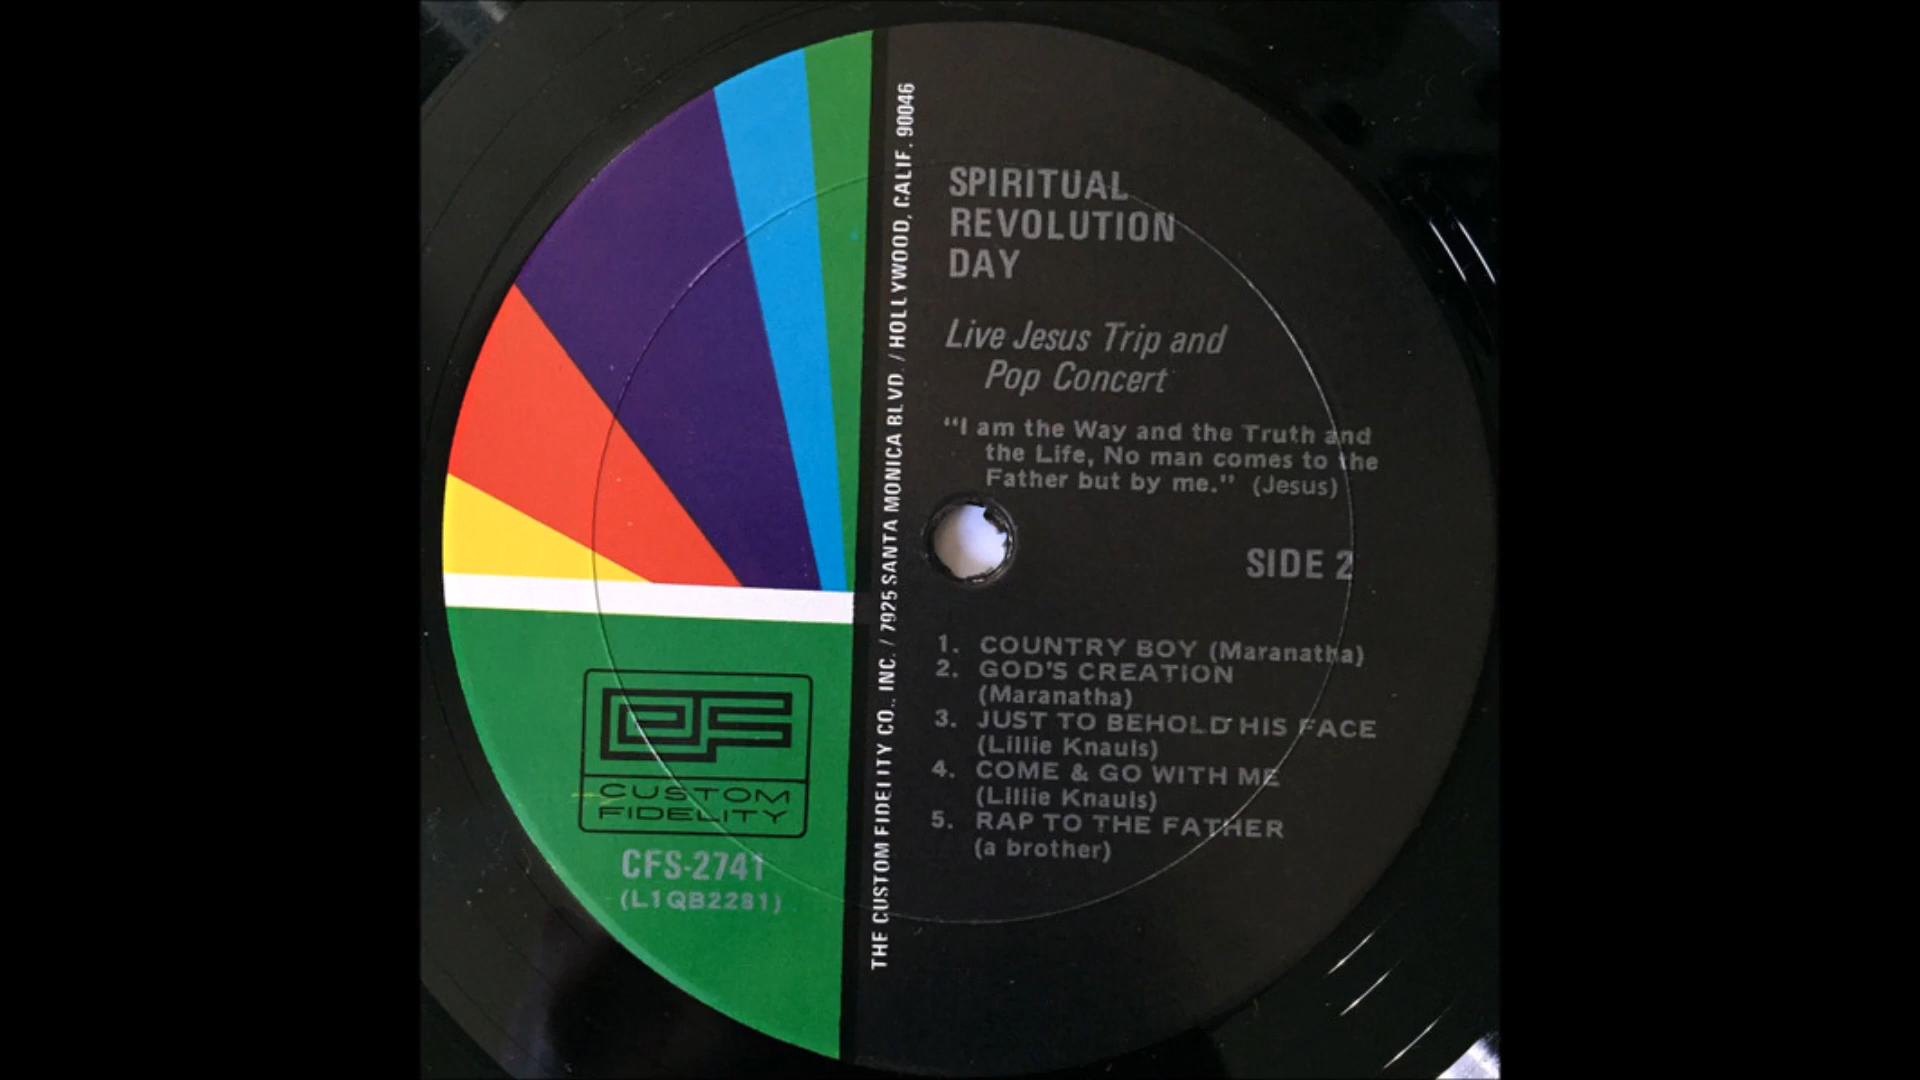 SPIRITUAL
REVOLUTION
DAY
Live Jesus Trip and
Pop Concert
"I am the Way and the Truth and
the Life, No man comes to the
Father but by me." (Jesus)
SIDE 2
1. COUNTRY BOY (Maranatha)
2. GOD'S CREATION
(Maranatha)
3. JUST TO BEHOLD HIS FACE
(Lillie Knauls)
4. COME & GO WITH ME
(Lillie Knauls)
5. RAP TO THE FATHER
(a brother)
THE CUSTOM FIDELITY CO., INC. / 7925 SANTA MONICA BLVD. / HOLLYWOOD, CALIF. 90046
CF
CUSTOM
FIDELITY
CFS-2741
(L1QB2281)